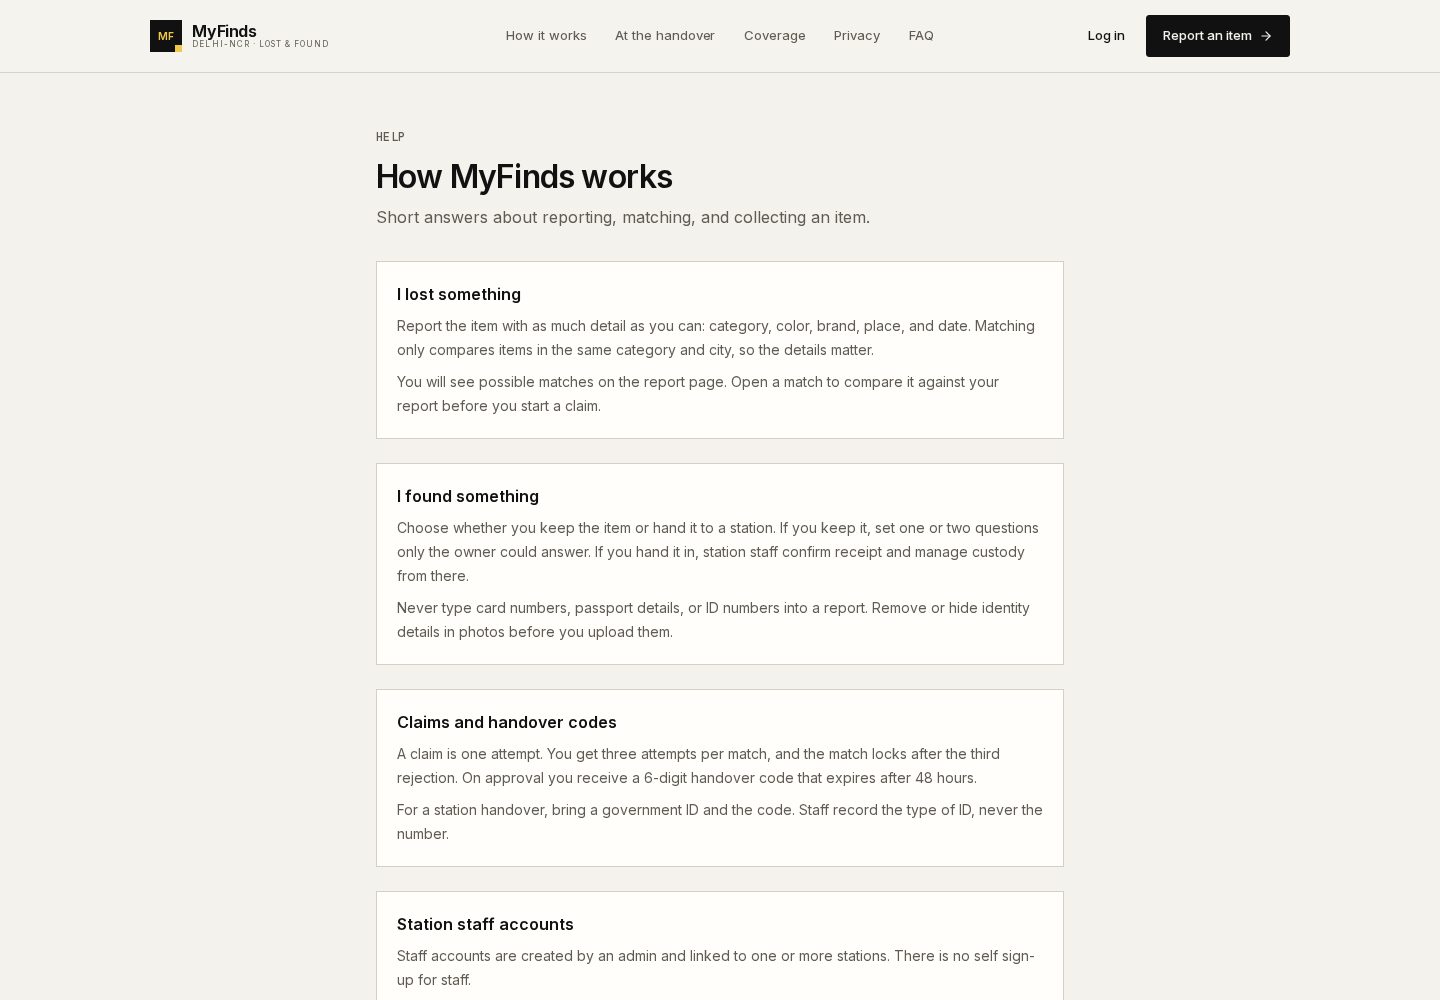 MF
MyFinds
DELHI-NCR · LOST & FOUND
How it works
At the handover
Coverage
Privacy
FAQ
Log in
Report an item →
HELP
How MyFinds works
Short answers about reporting, matching, and collecting an item.
I lost something
Report the item with as much detail as you can: category, color, brand, place, and date. Matching
only compares items in the same category and city, so the details matter.
You will see possible matches on the report page. Open a match to compare it against your
report before you start a claim.
I found something
Choose whether you keep the item or hand it to a station. If you keep it, set one or two questions
only the owner could answer. If you hand it in, station staff confirm receipt and manage custody
from there.
Never type card numbers, passport details, or ID numbers into a report. Remove or hide identity
details in photos before you upload them.
Claims and handover codes
A claim is one attempt. You get three attempts per match, and the match locks after the third
rejection. On approval you receive a 6-digit handover code that expires after 48 hours.
For a station handover, bring a government ID and the code. Staff record the type of ID, never the
number.
Station staff accounts
Staff accounts are created by an admin and linked to one or more stations. There is no self sign-
up for staff.